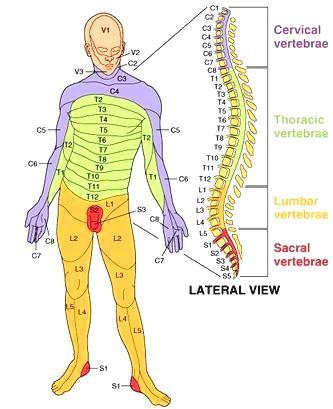 V1
V2
C2
V3
C3
C4
T2
T3
T4
C5
T5
C5
T2
T6
T2
T7
T8
C6
T9
C6
T1
T10
T1
T11
T12
L1
S2
S3
C8
C8
C7
C7
L2
L2
L3
L3
L5
L4
L4
L5
S1
S1
C1
C2
C3
C4
C5
C6
C7
C8
T1
T2
T3
T4
T5
T6
T7
T8
T9
T10
T11
T12
L1
L2
L3
L4
L5
S1
S2
S3
S4
S5
Cervical
vertebrae
Thoracic
vertebrae
Lumbar
vertebrae
Sacral
vertebrae
LATERAL VIEW